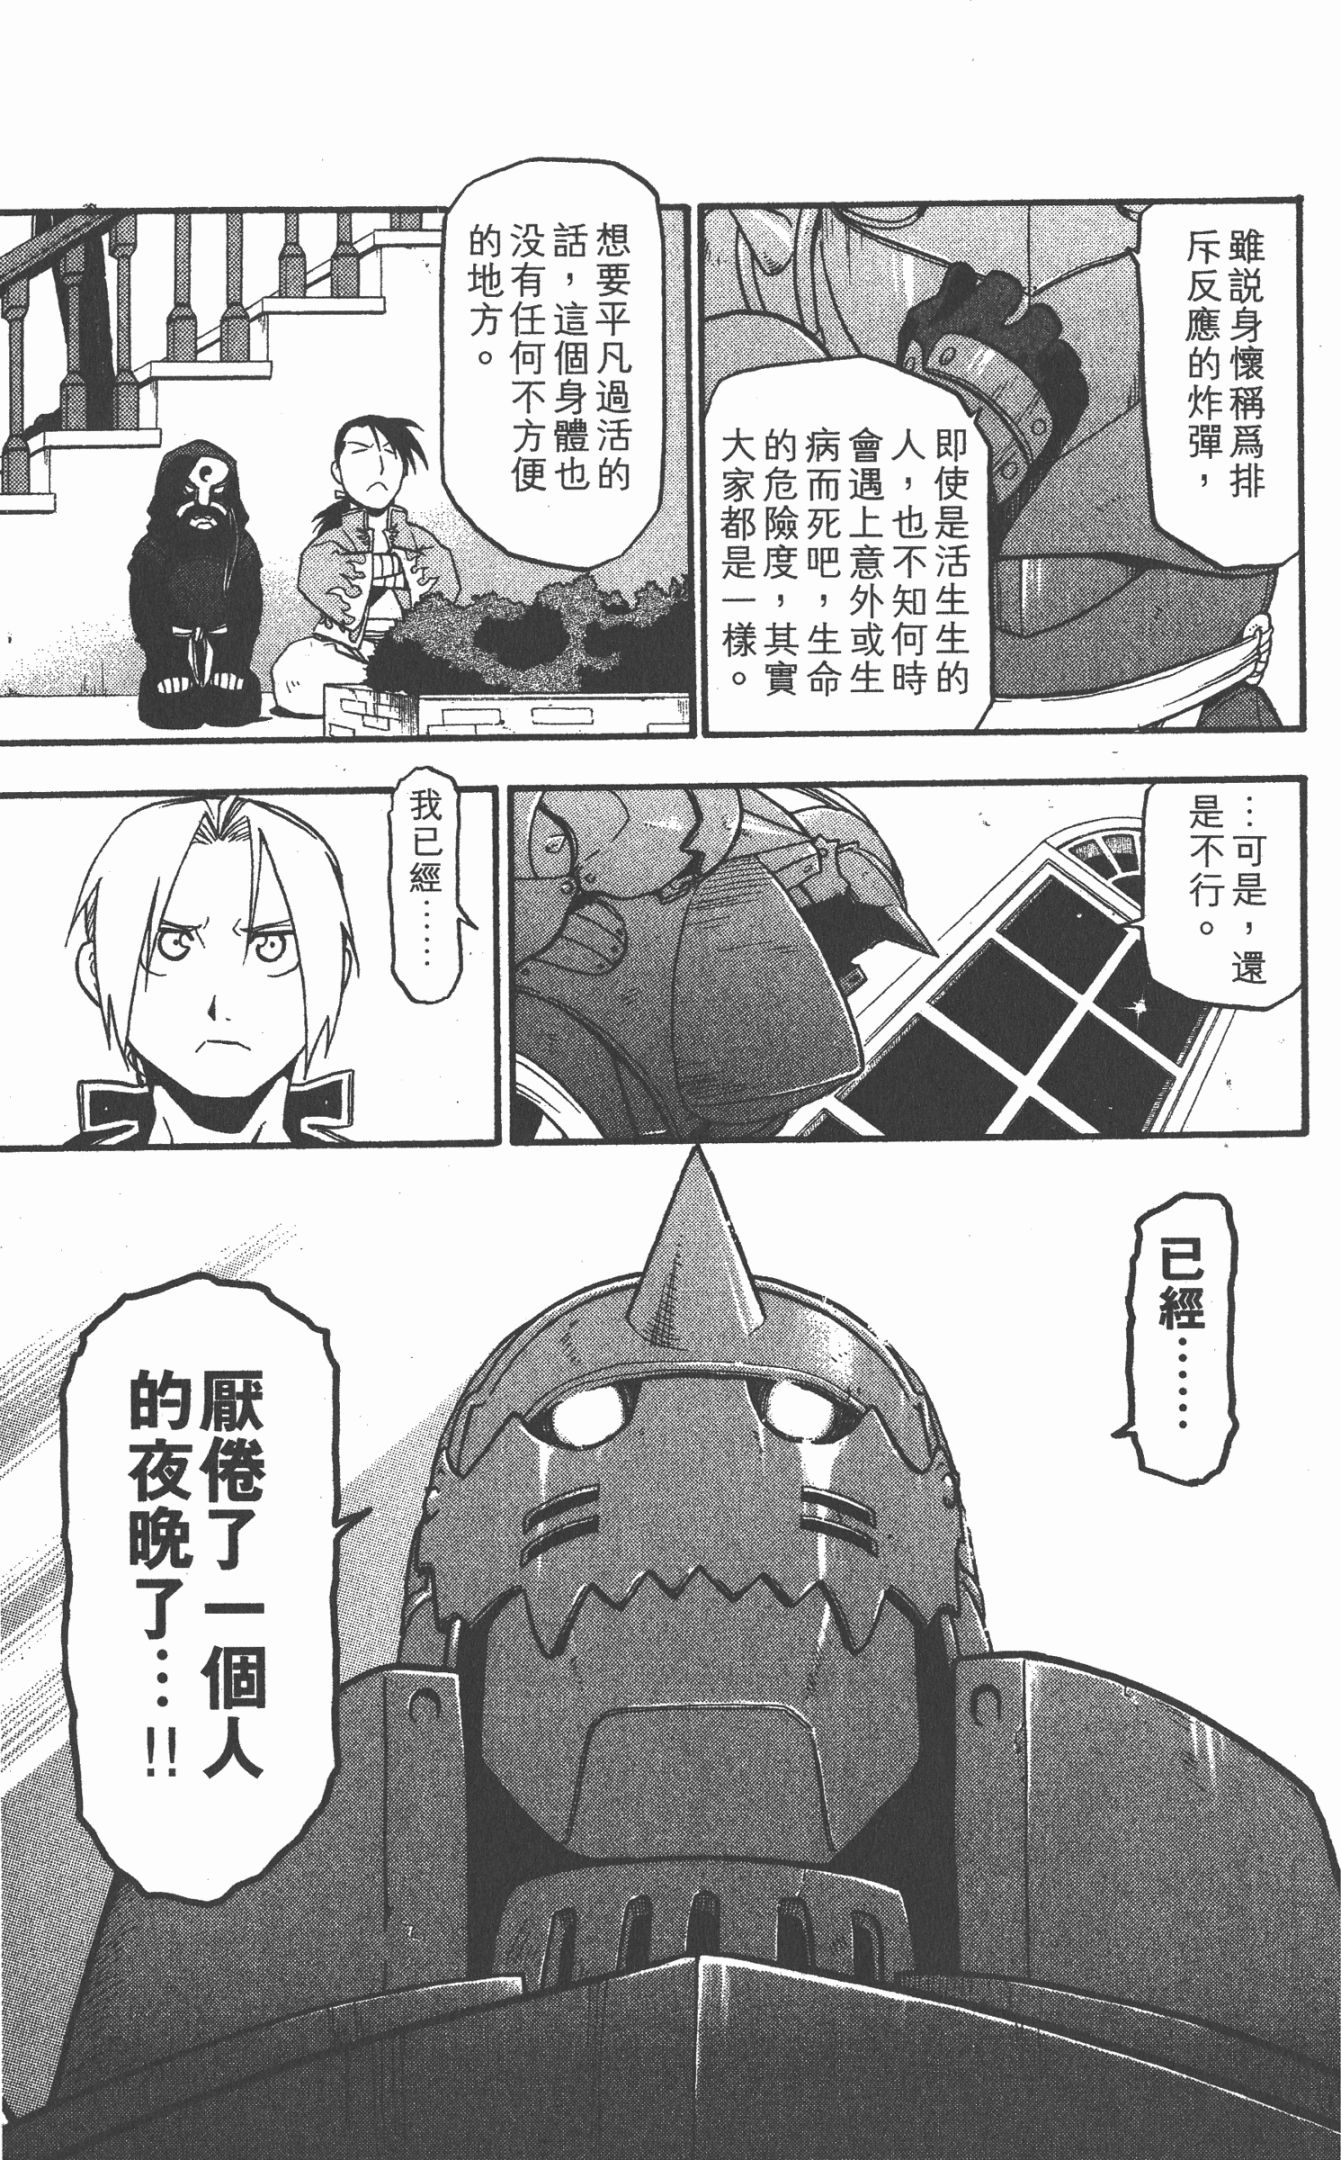 雖説身懷稱爲排
斥反應的炸彈，
即使是活生生的
人，也不知何時
會遇上意外或生
病而死吧，生命
的危險度，其實
大家都是一樣。
想要平凡過活的
話，這個身體也
没有任何不方便
的地方。
…可是，還
是不行。
我已經……
已經……
厭倦了一個人
的夜晚了…!!